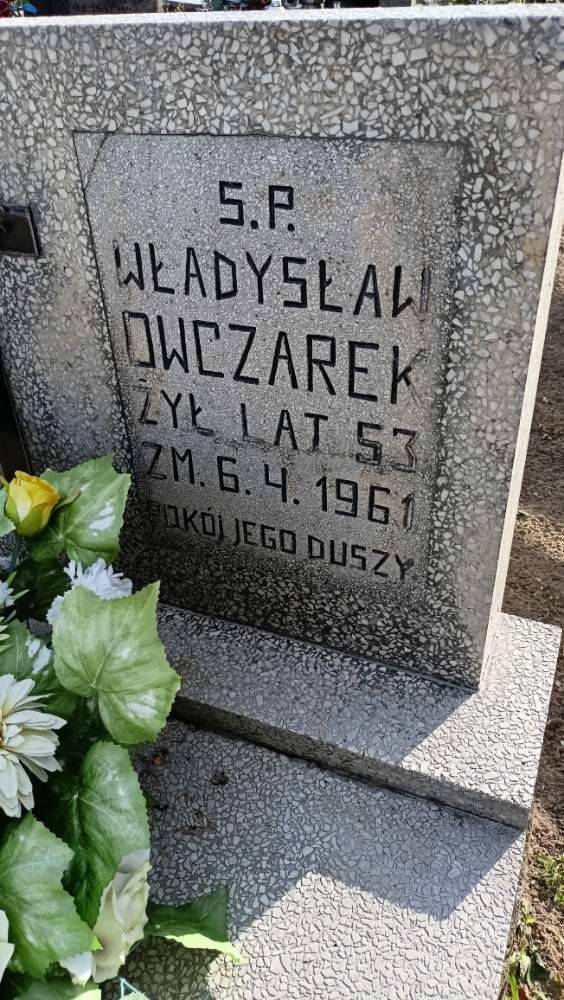 Ś.P.
WŁADYSŁAW
OWCZAREK
ŻYŁ LAT 53
ZM. 6.4.1961
POKÓJ JEGO DUSZY